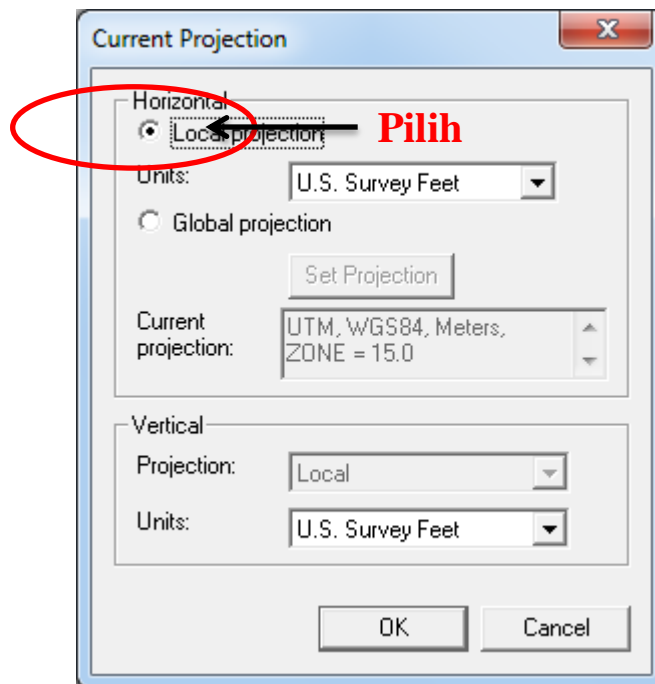 Current Projection
Horizontal
Local projection
Pilih
Units: U.S. Survey Feet
Global projection
Set Projection
Current projection: UTM, WGS84, Meters, ZONE = 15.0
Vertical
Projection: Local
Units: U.S. Survey Feet
OK Cancel